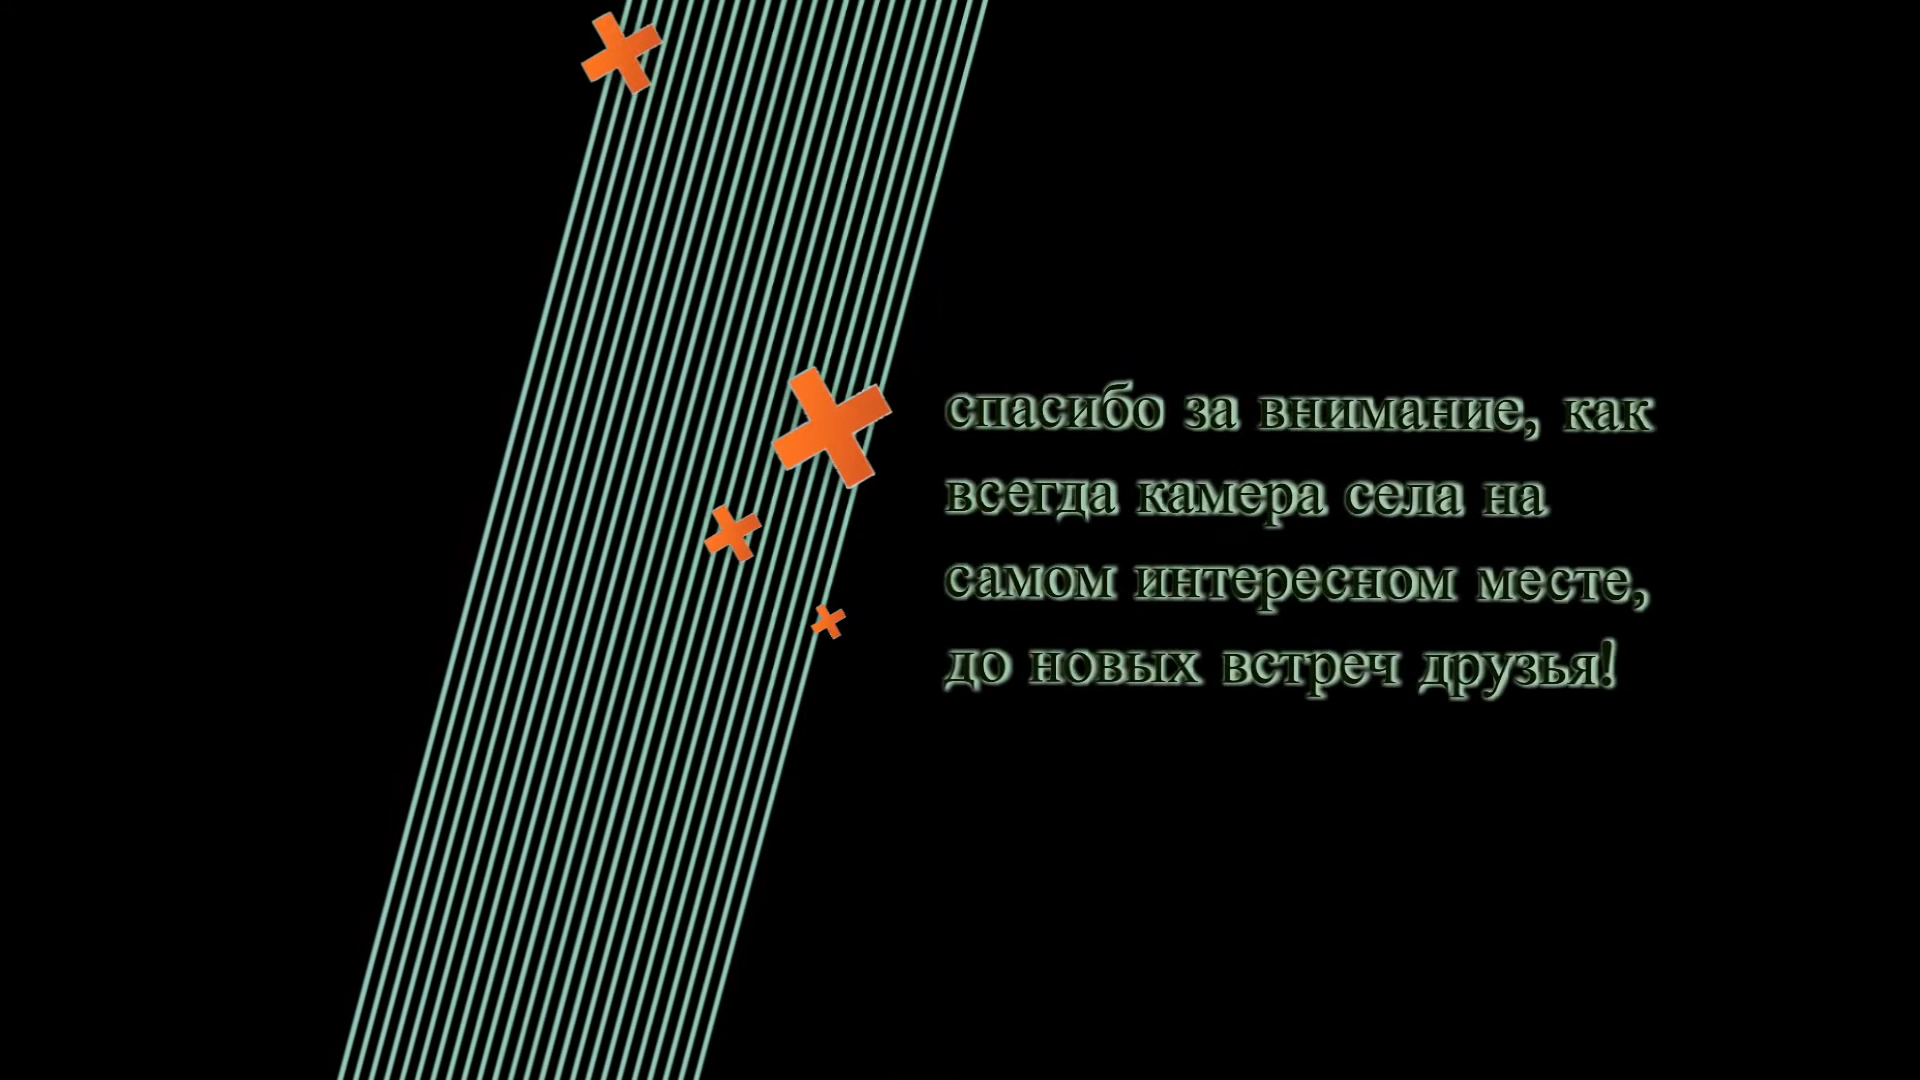 спасибо за внимание, как
всегда камера села на
самом интересном месте,
до новых встреч друзья!